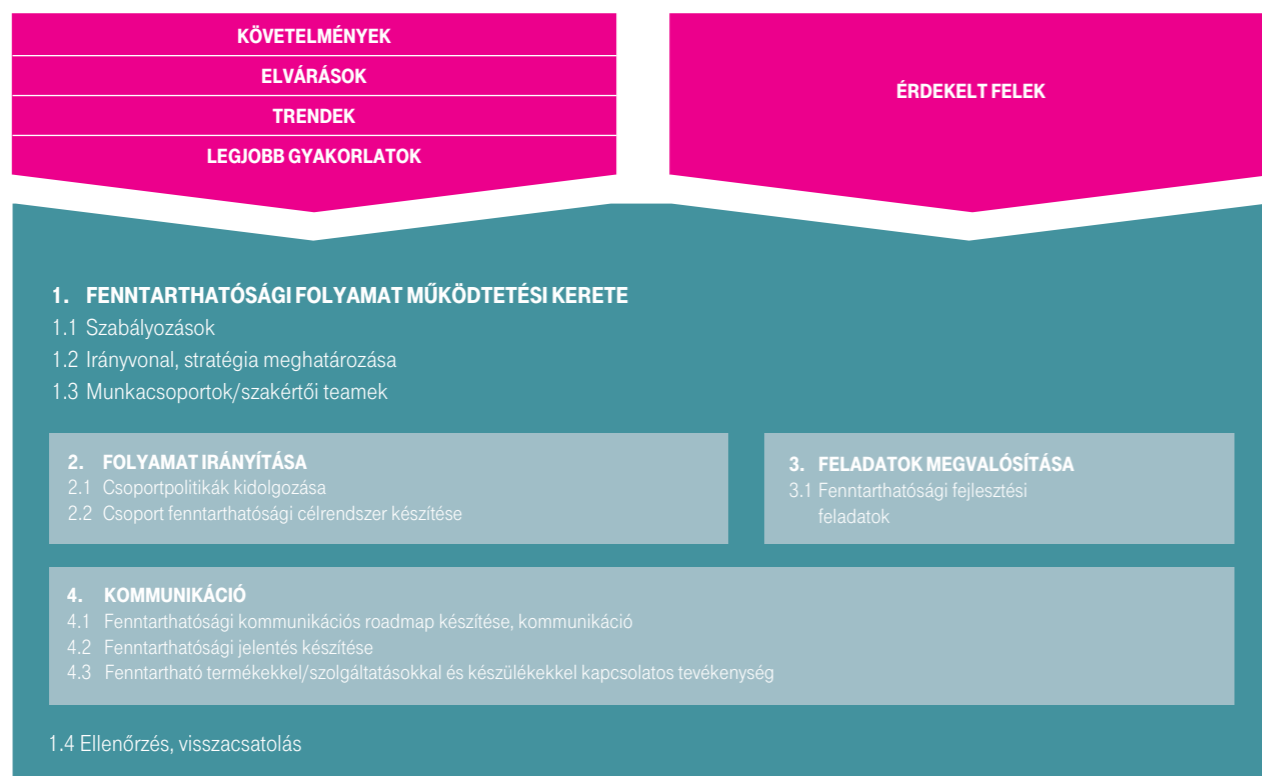 KÖVETELMÉNYEK
ELVÁRÁSOK
TRENDEK
LEGJOBB GYAKORLATOK
ÉRDEKELT FELEK
1. FENNTARTHATÓSÁGI FOLYAMAT MŰKÖDTETÉSI KERETE
1.1 Szabályozások
1.2 Irányvonal, stratégia meghatározása
1.3 Munkacsoportok/szakértői teamek
2. FOLYAMAT IRÁNYÍTÁSA
2.1 Csoportpolitikák kidolgozása
2.2 Csoport fenntarthatósági célrendszer készítése
3. FELADATOK MEGVALÓSÍTÁSA
3.1 Fenntarthatósági fejlesztési
feladatok
4. KOMMUNIKÁCIÓ
4.1 Fenntarthatósági kommunikációs roadmap készítése, kommunikáció
4.2 Fenntarthatósági jelentés készítése
4.3 Fenntartható termékekkel/szolgáltatásokkal és készülékekkel kapcsolatos tevékenység
1.4 Ellenőrzés, visszacsatolás